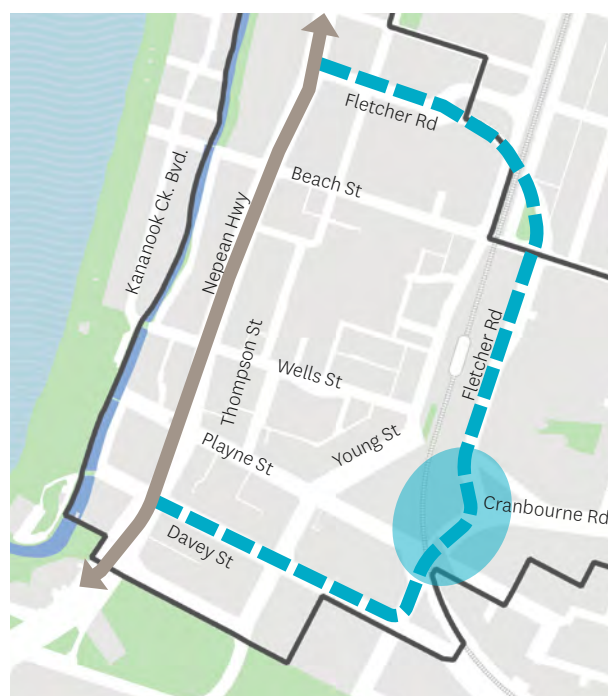 Fletcher Rd
Beach St
Kananook Ck. Bvd.
Nepean Hwy
Fletcher Rd
Thompson St
Wells St
Playne St
Young St
Cranbourne Rd
Davey St